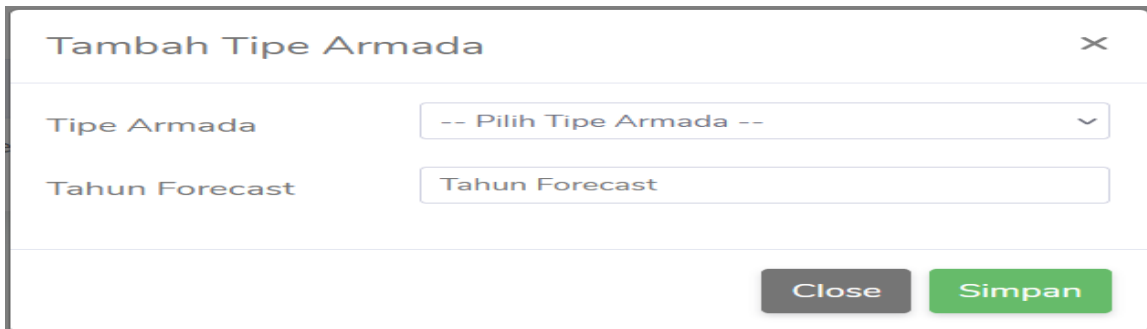 Tambah Tipe Armada ×
Tipe Armada -- Pilih Tipe Armada --
Tahun Forecast Tahun Forecast
Close Simpan